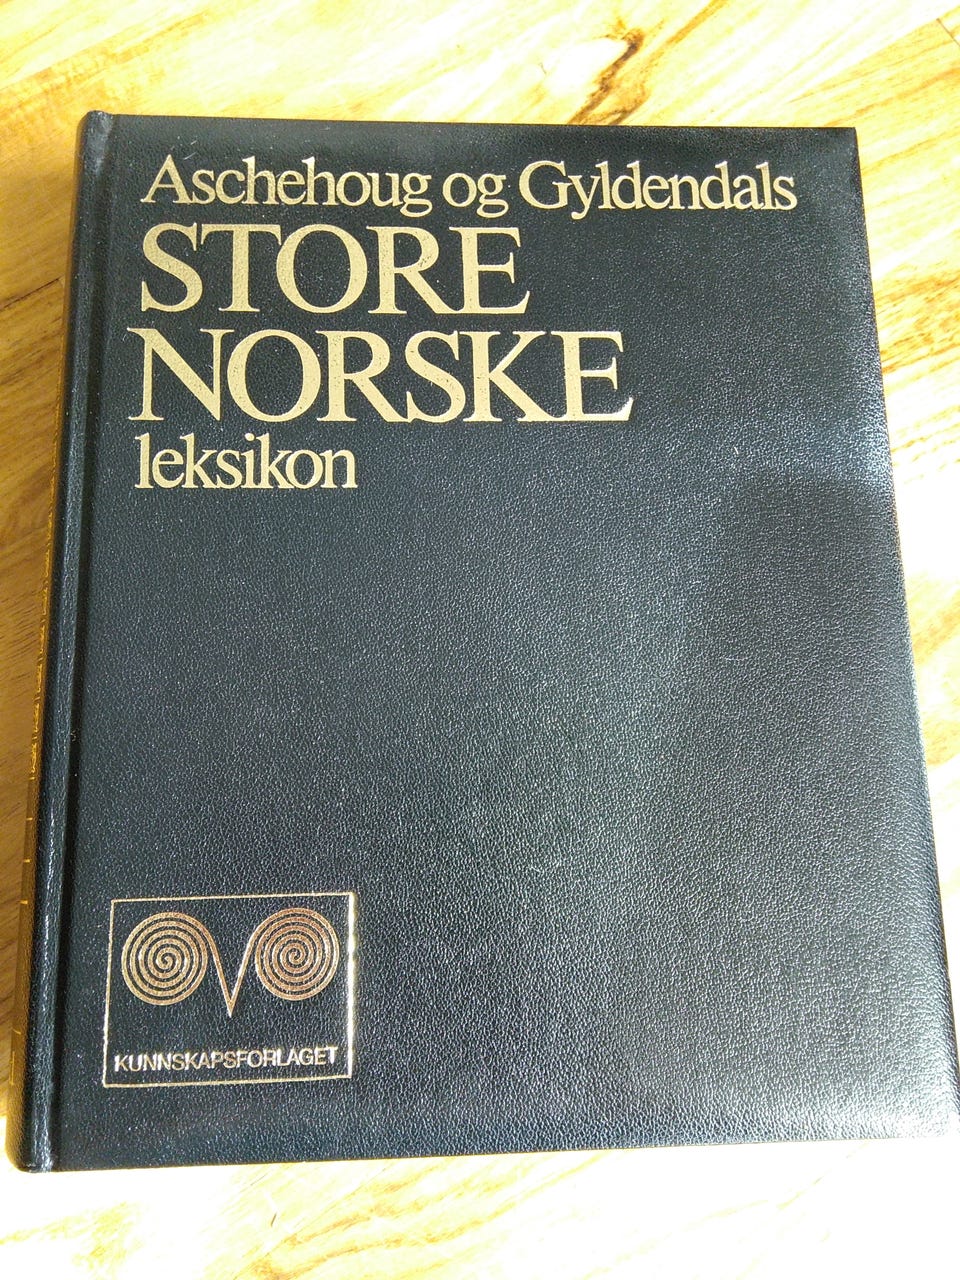 Aschehoug og Gyldendals
STORE
NORSKE
leksikon
KUNNSKAPSFORLAGET